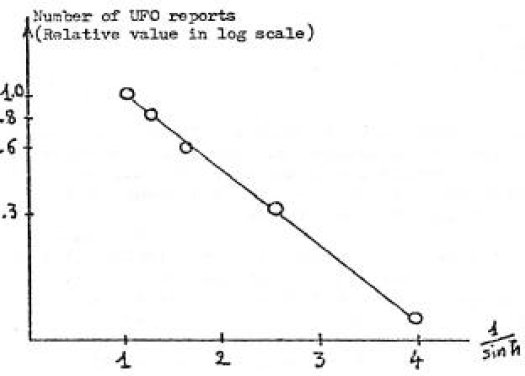 Number of UFO reports
(Relative value in log scale)
1.0
.8
.6
.3
1 2 3 4
1
sin h